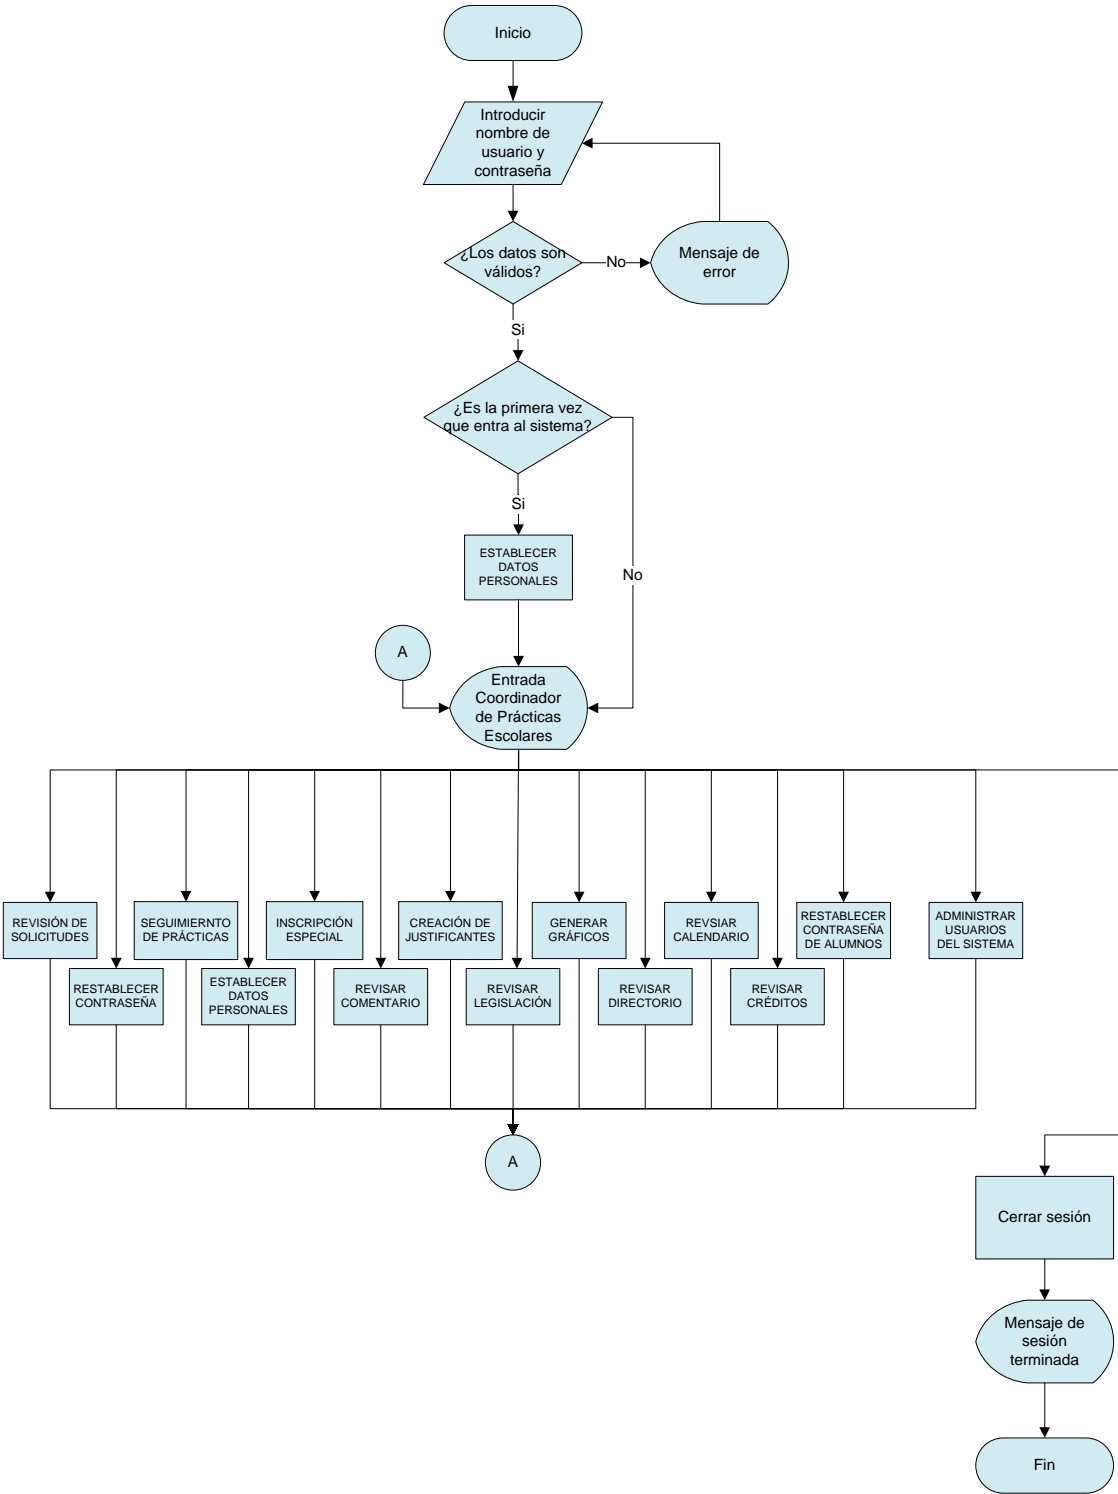 Inicio
Introducir
nombre de
usuario y
contraseña
¿Los datos son
válidos?
No
Mensaje de
error
Si
¿Es la primera vez
que entra al sistema?
Si
ESTABLECER
DATOS
PERSONALES
No
A
Entrada
Coordinador
de Prácticas
Escolares
REVISIÓN DE
SOLICITUDES
SEGUIMIERNTO
DE PRÁCTICAS
INSCRIPCIÓN
ESPECIAL
CREACIÓN DE
JUSTIFICANTES
GENERAR
GRÁFICOS
REVSIAR
CALENDARIO
RESTABLECER
CONTRASEÑA
DE ALUMNOS
ADMINISTRAR
USUARIOS
DEL SISTEMA
RESTABLECER
CONTRASEÑA
ESTABLECER
DATOS
PERSONALES
REVISAR
COMENTARIO
REVISAR
LEGISLACIÓN
REVISAR
DIRECTORIO
REVISAR
CRÉDITOS
A
Cerrar sesión
Mensaje de
sesión
terminada
Fin